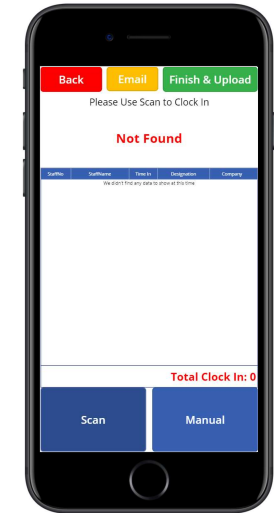 Back Email Finish & Upload
Please Use Scan to Clock In
Not Found
StaffNo StaffName Time In Designation Company
We didn't find any data to show at this time
Total Clock In: 0
Scan Manual